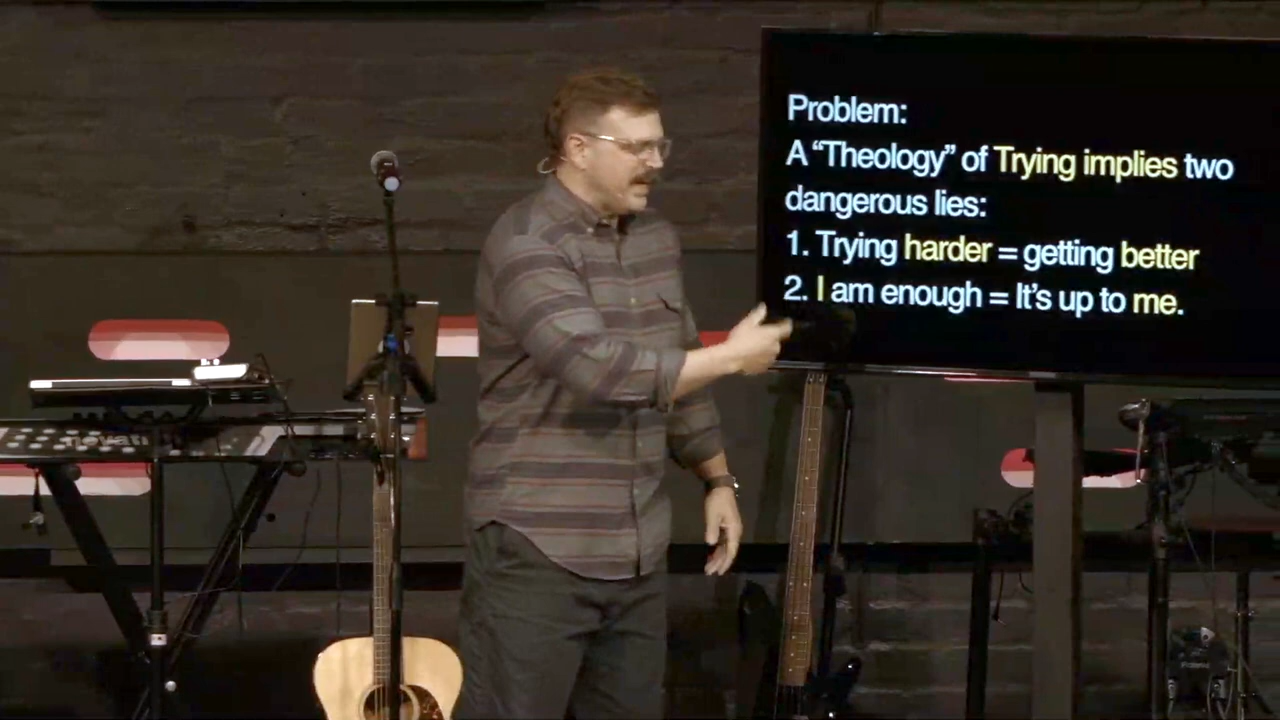 Problem:
A “Theology” of Trying implies two
dangerous lies:
1. Trying harder = getting better
2. I am enough = It’s up to me.
novati